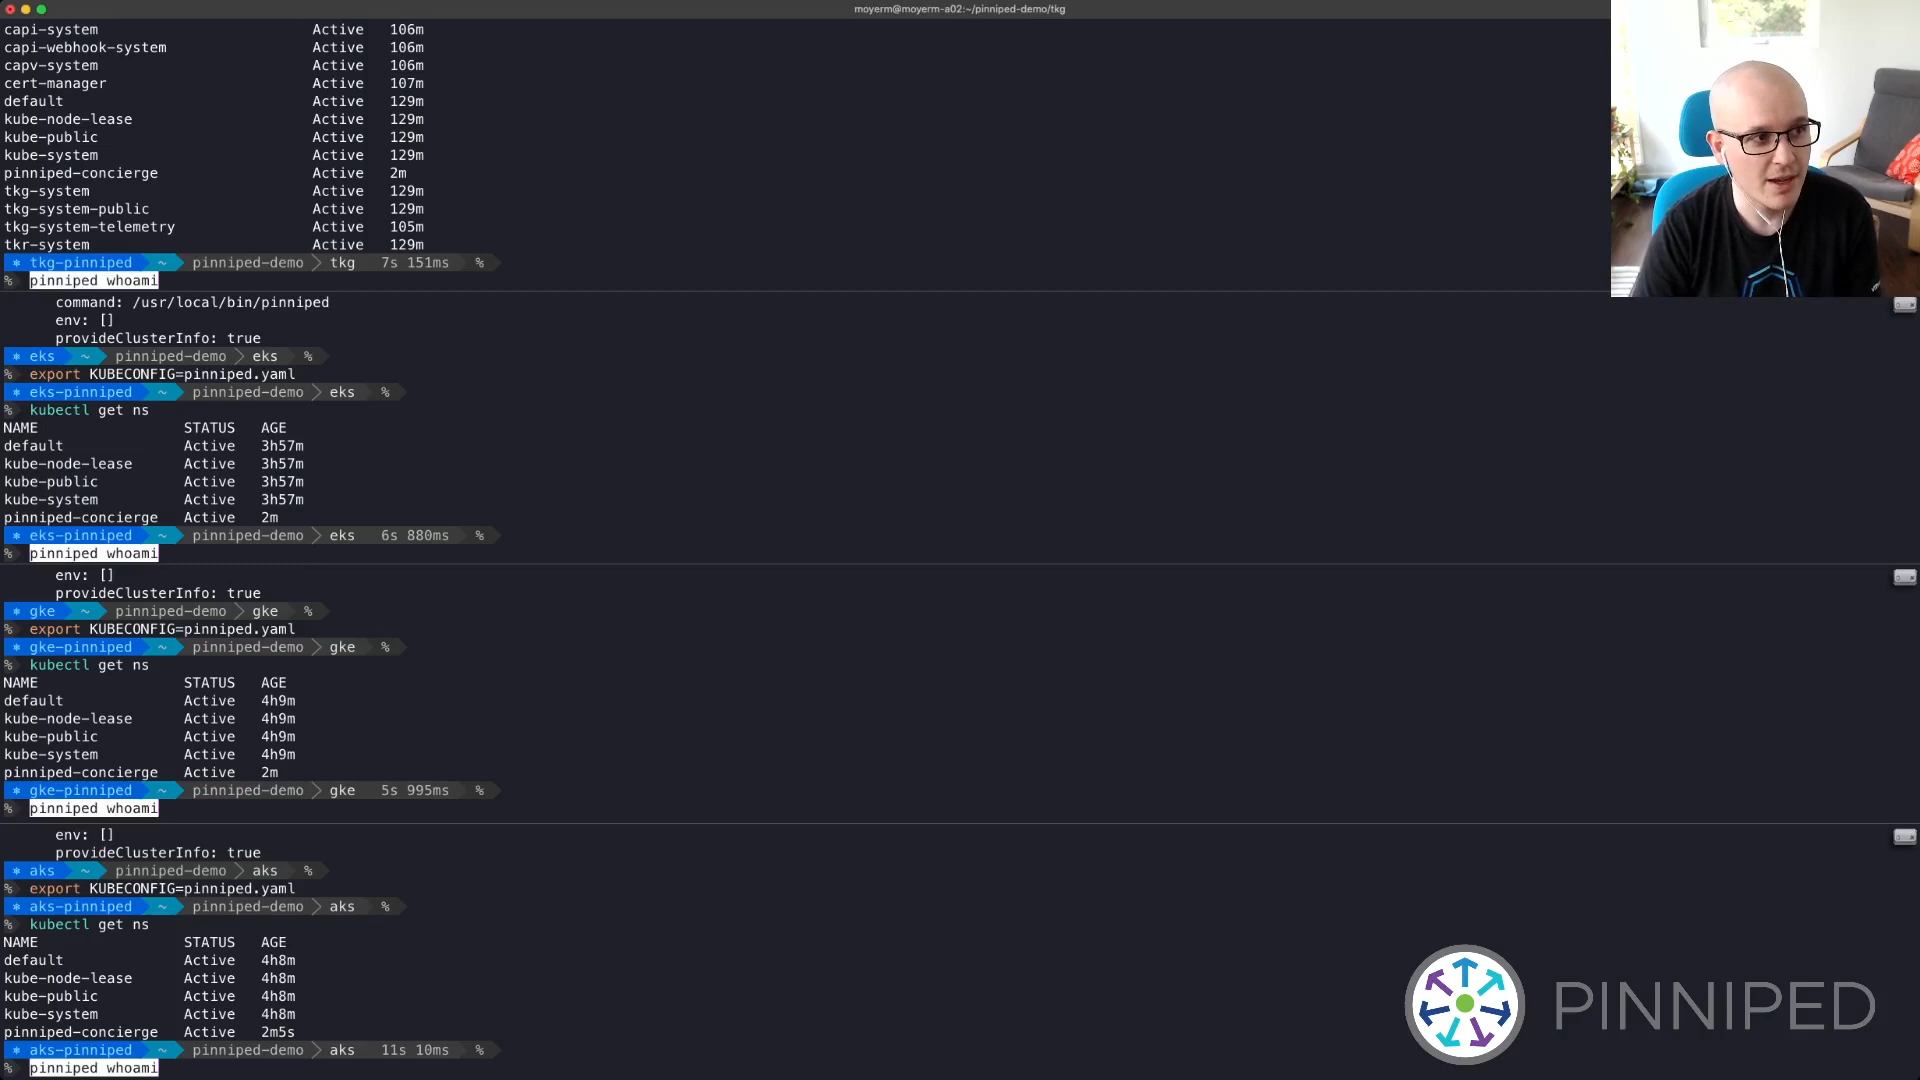 moyerm@moyerm-a02:~/pinniped-demo/tkg
capi-system Active 106m
capi-webhook-system Active 106m
capv-system Active 106m
cert-manager Active 107m
default Active 129m
kube-node-lease Active 129m
kube-public Active 129m
kube-system Active 129m
pinniped-concierge Active 2m
tkg-system Active 129m
tkg-system-public Active 129m
tkg-system-telemetry Active 105m
tkr-system Active 129m
tkg-pinniped ~ pinniped-demo tkg 7s 151ms %
% pinniped whoami
command: /usr/local/bin/pinniped
env: []
provideClusterInfo: true
eks ~ pinniped-demo eks %
% export KUBECONFIG=pinniped.yaml
eks-pinniped ~ pinniped-demo eks %
% kubectl get ns
NAME STATUS AGE
default Active 3h57m
kube-node-lease Active 3h57m
kube-public Active 3h57m
kube-system Active 3h57m
pinniped-concierge Active 2m
eks-pinniped ~ pinniped-demo eks 6s 880ms %
% pinniped whoami
env: []
provideClusterInfo: true
gke ~ pinniped-demo gke %
% export KUBECONFIG=pinniped.yaml
gke-pinniped ~ pinniped-demo gke %
% kubectl get ns
NAME STATUS AGE
default Active 4h9m
kube-node-lease Active 4h9m
kube-public Active 4h9m
kube-system Active 4h9m
pinniped-concierge Active 2m
gke-pinniped ~ pinniped-demo gke 5s 995ms %
% pinniped whoami
env: []
provideClusterInfo: true
aks ~ pinniped-demo aks %
% export KUBECONFIG=pinniped.yaml
aks-pinniped ~ pinniped-demo aks %
% kubectl get ns
NAME STATUS AGE
default Active 4h8m
kube-node-lease Active 4h8m
kube-public Active 4h8m
kube-system Active 4h8m
pinniped-concierge Active 2m5s
aks-pinniped ~ pinniped-demo aks 11s 10ms %
% pinniped whoami
PINNIPED